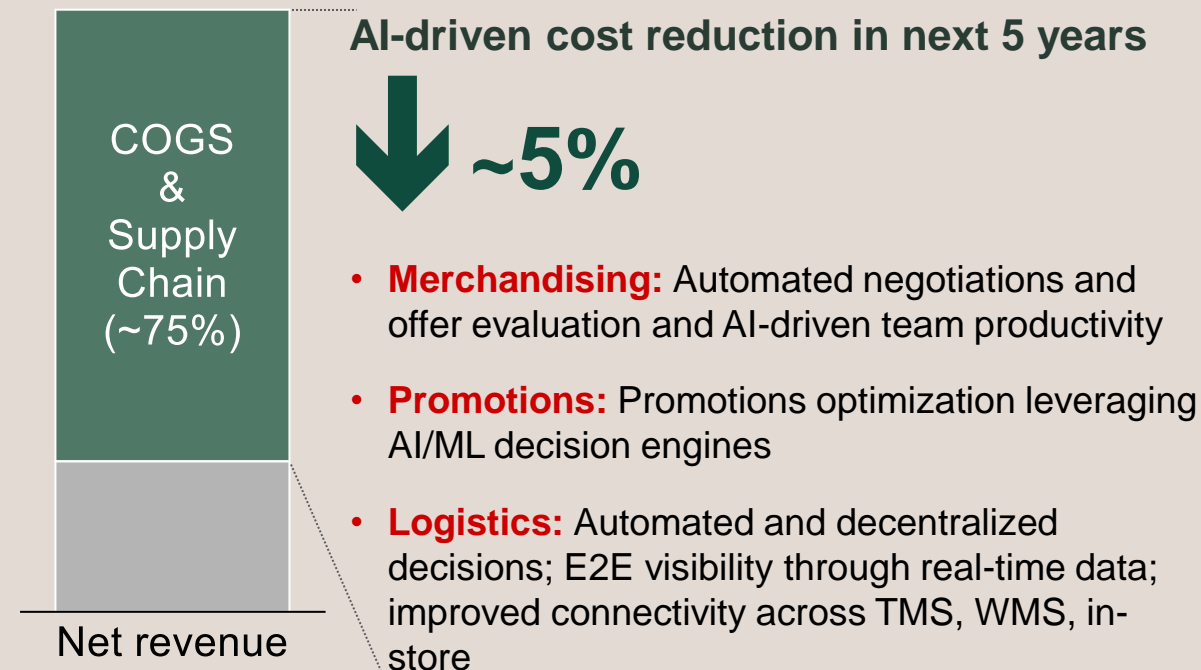 COGS
&
Supply
Chain
(~75%)
Net revenue
AI-driven cost reduction in next 5 years
~5%
• Merchandising: Automated negotiations and
offer evaluation and AI-driven team productivity
• Promotions: Promotions optimization leveraging
AI/ML decision engines
• Logistics: Automated and decentralized
decisions; E2E visibility through real-time data;
improved connectivity across TMS, WMS, in-
store